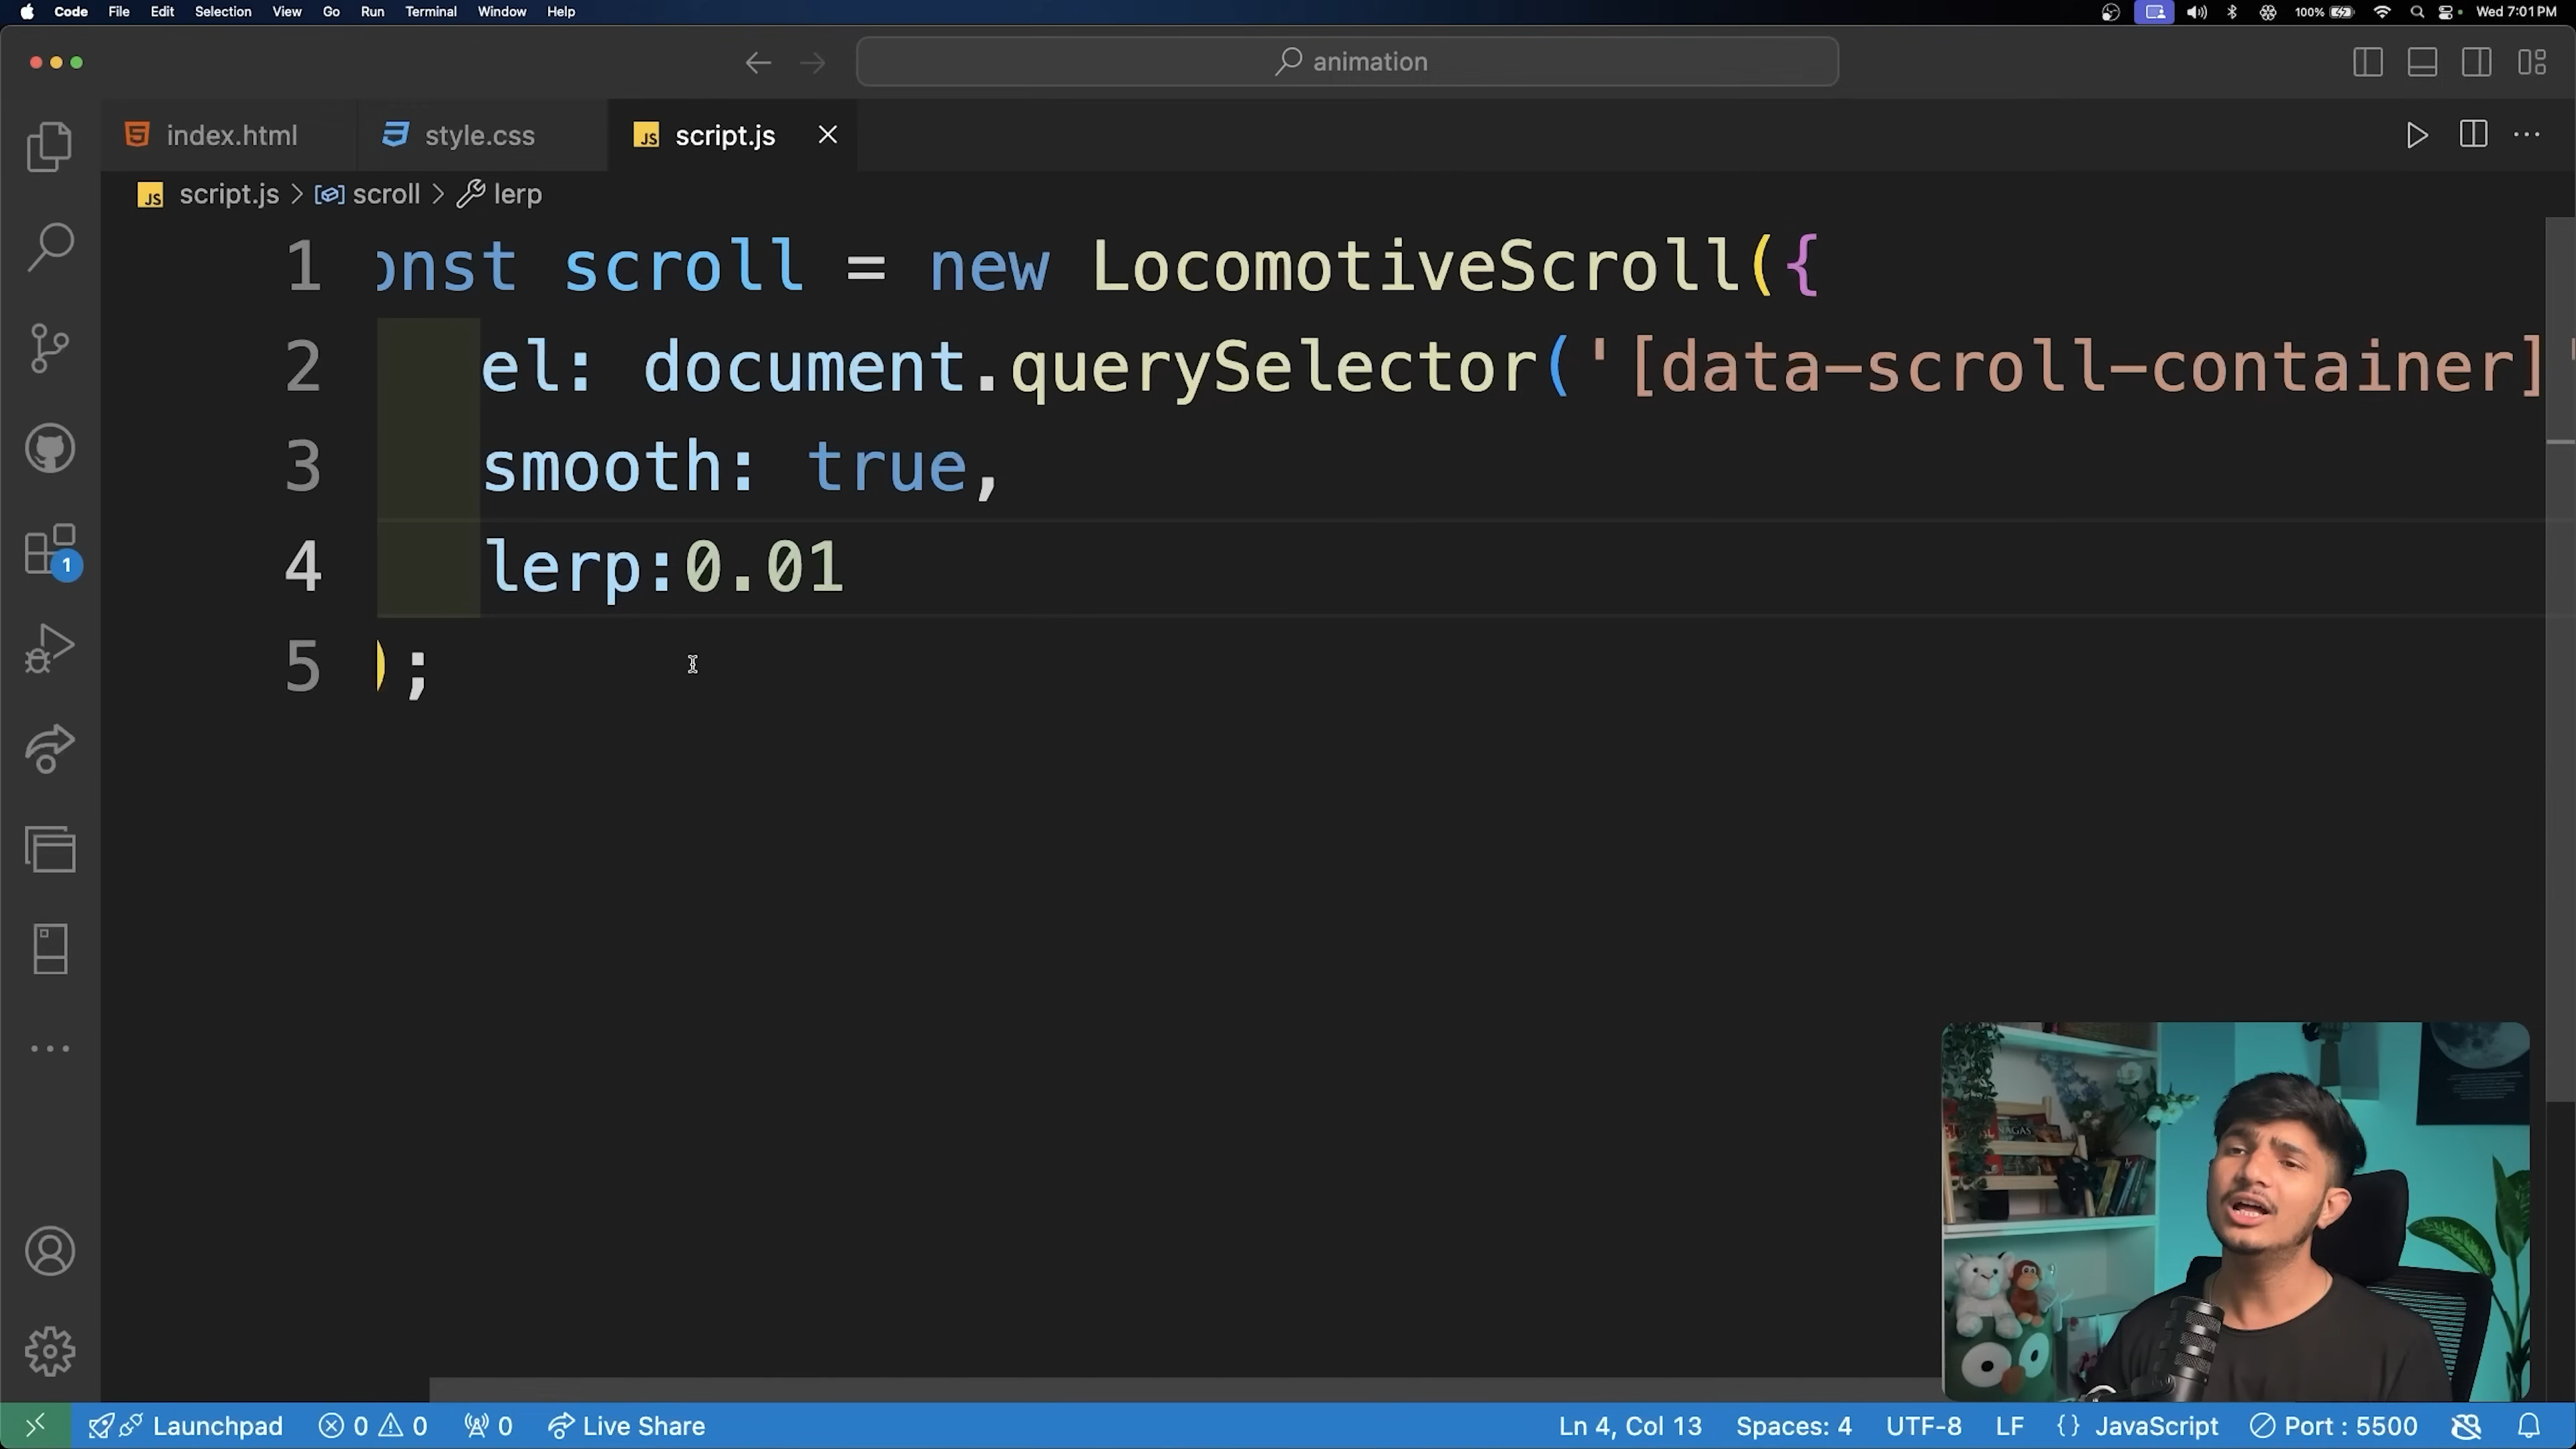 Code File Edit Selection View Go Run Terminal Window Help 100% Wed 7:01 PM
animation
index.html style.css JS script.js
JS script.js > scroll > lerp
1 onst scroll = new LocomotiveScroll({
2 el: document.querySelector('[data-scroll-container]'
3 smooth: true,
4 lerp:0.01
5 );
1
NAGAS
Launchpad 0 0 0 Live Share Ln 4, Col 13 Spaces: 4 UTF-8 LF {} JavaScript Port : 5500